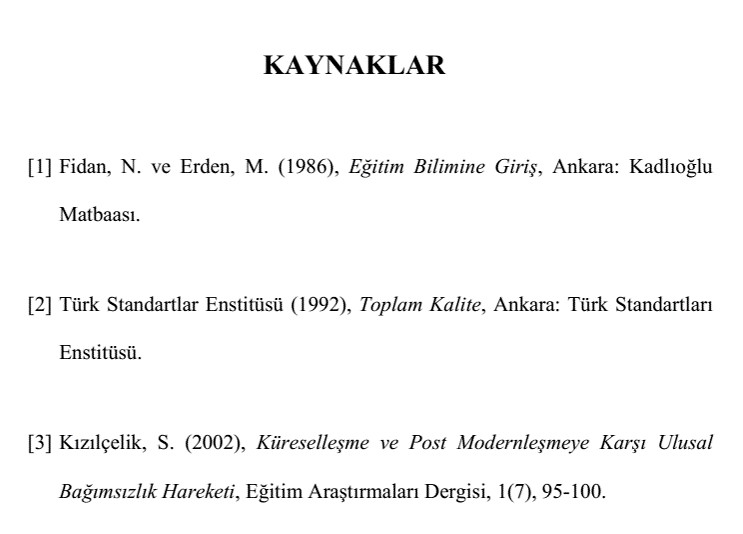 KAYNAKLAR
[1] Fidan, N. ve Erden, M. (1986), Eğitim Bilimine Giriş, Ankara: Kadlıoğlu
Matbaası.
[2] Türk Standartlar Enstitüsü (1992), Toplam Kalite, Ankara: Türk Standartları
Enstitüsü.
[3] Kızılçelik, S. (2002), Küreselleşme ve Post Modernleşmeye Karşı Ulusal
Bağımsızlık Hareketi, Eğitim Araştırmaları Dergisi, 1(7), 95-100.